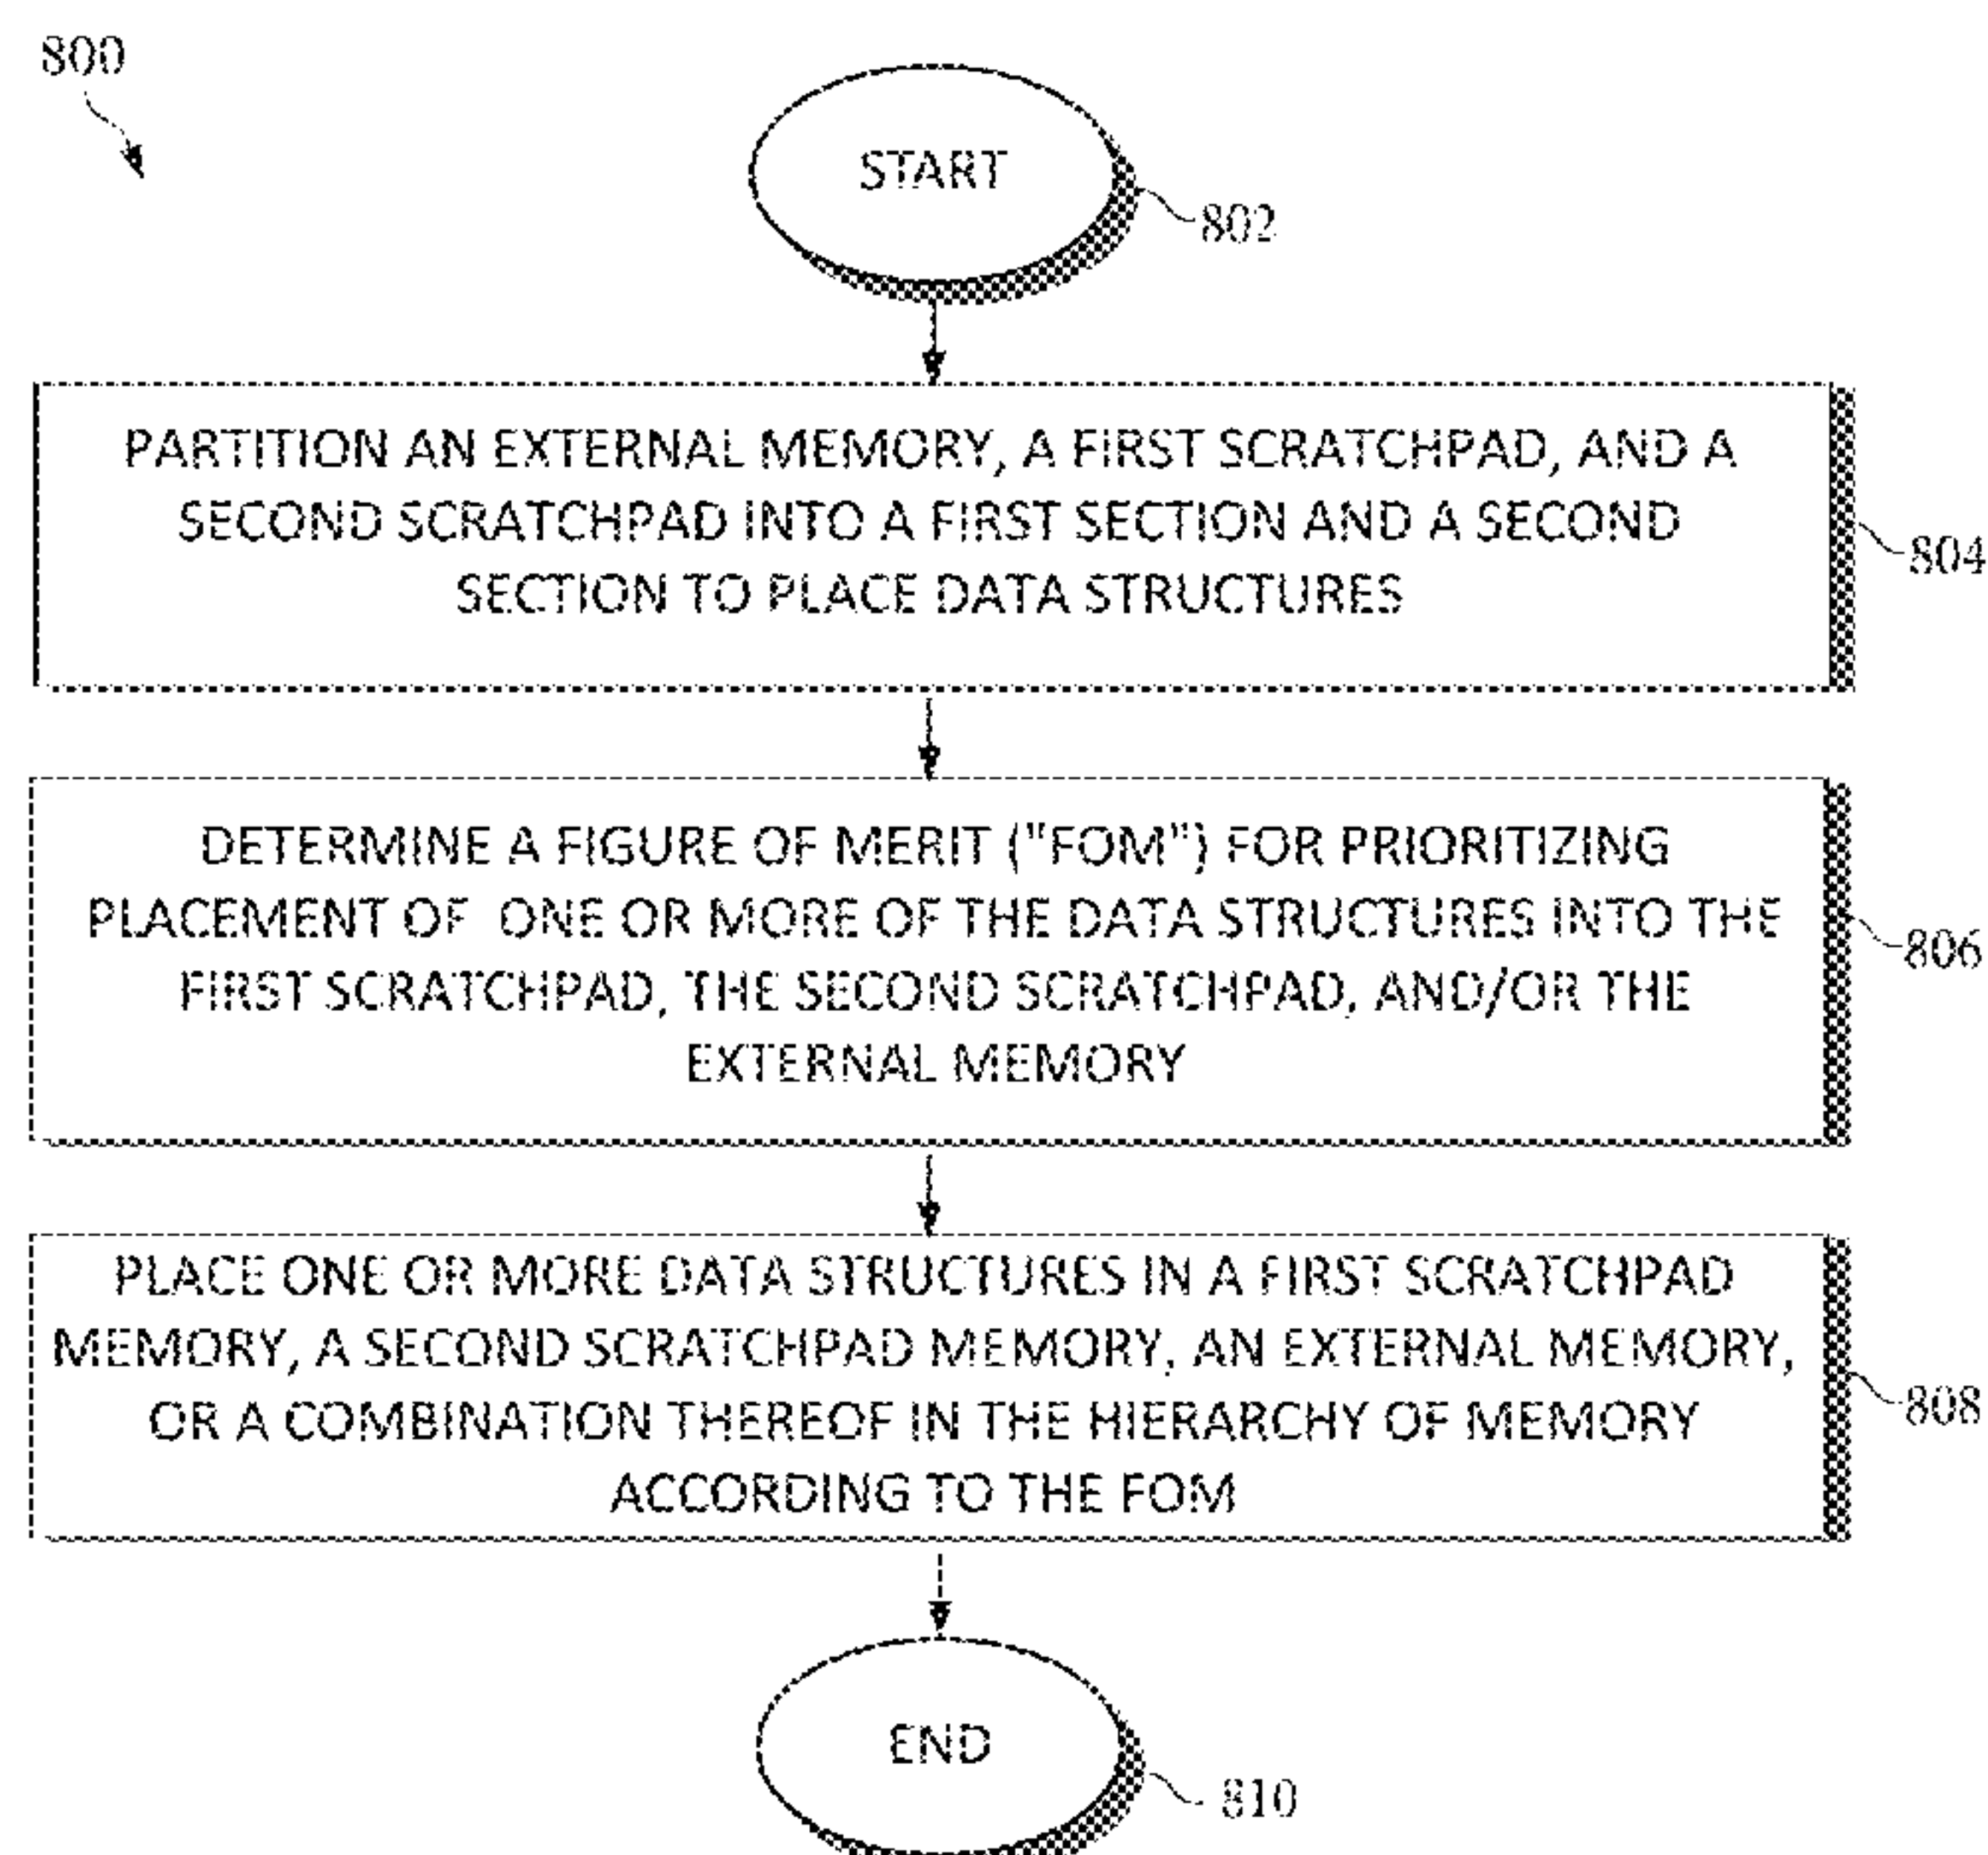 800
START
802
PARTITION AN EXTERNAL MEMORY, A FIRST SCRATCHPAD, AND A
SECOND SCRATCHPAD INTO A FIRST SECTION AND A SECOND
SECTION TO PLACE DATA STRUCTURES
804
DETERMINE A FIGURE OF MERIT ("FOM") FOR PRIORITIZING
PLACEMENT OF ONE OR MORE OF THE DATA STRUCTURES INTO THE
FIRST SCRATCHPAD, THE SECOND SCRATCHPAD, AND/OR THE
EXTERNAL MEMORY
806
PLACE ONE OR MORE DATA STRUCTURES IN A FIRST SCRATCHPAD
MEMORY, A SECOND SCRATCHPAD MEMORY, AN EXTERNAL MEMORY,
OR A COMBINATION THEREOF IN THE HIERARCHY OF MEMORY
ACCORDING TO THE FOM
808
END
810